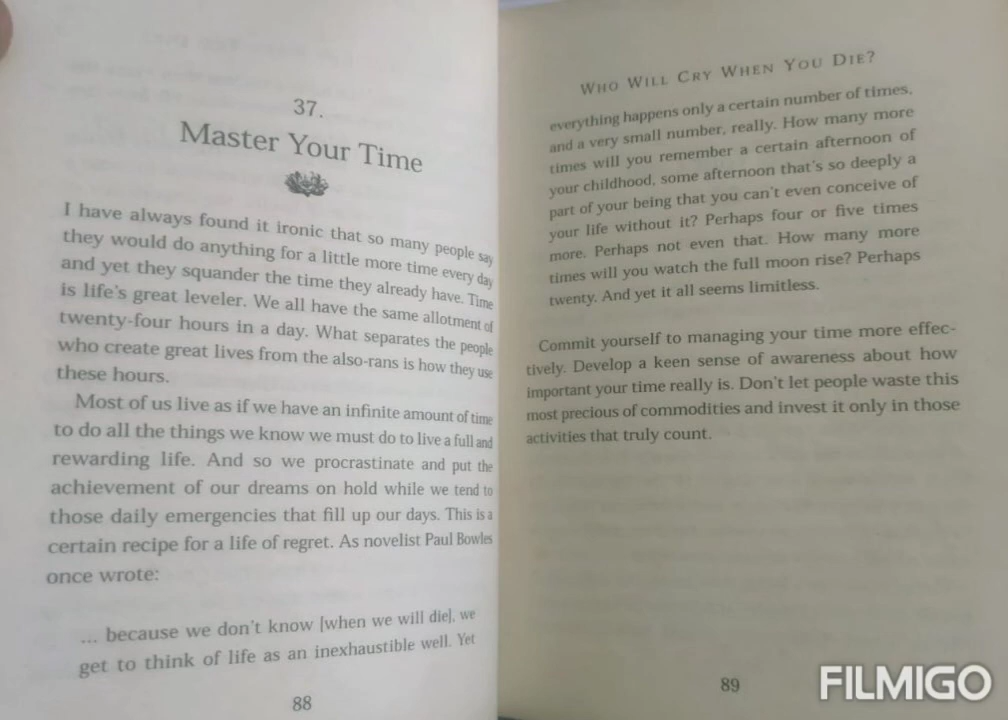 37.
Master Your Time
I have always found it ironic that so many people say
they would do anything for a little more time every day
and yet they squander the time they already have. Time
is life's great leveler. We all have the same allotment of
twenty-four hours in a day. What separates the people
who create great lives from the also-rans is how they use
these hours.
Most of us live as if we have an infinite amount of time
to do all the things we know we must do to live a full and
rewarding life. And so we procrastinate and put the
achievement of our dreams on hold while we tend to
those daily emergencies that fill up our days. This is a
certain recipe for a life of regret. As novelist Paul Bowles
once wrote:
... because we don't know [when we will die], we
get to think of life as an inexhaustible well. Yet
88
Who Will Cry When You Die?
everything happens only a certain number of times,
and a very small number, really. How many more
times will you remember a certain afternoon of
your childhood, some afternoon that's so deeply a
part of your being that you can't even conceive of
your life without it? Perhaps four or five times
more. Perhaps not even that. How many more
times will you watch the full moon rise? Perhaps
twenty. And yet it all seems limitless.
Commit yourself to managing your time more effec-
tively. Develop a keen sense of awareness about how
important your time really is. Don't let people waste this
most precious of commodities and invest it only in those
activities that truly count.
89
FILMIGO